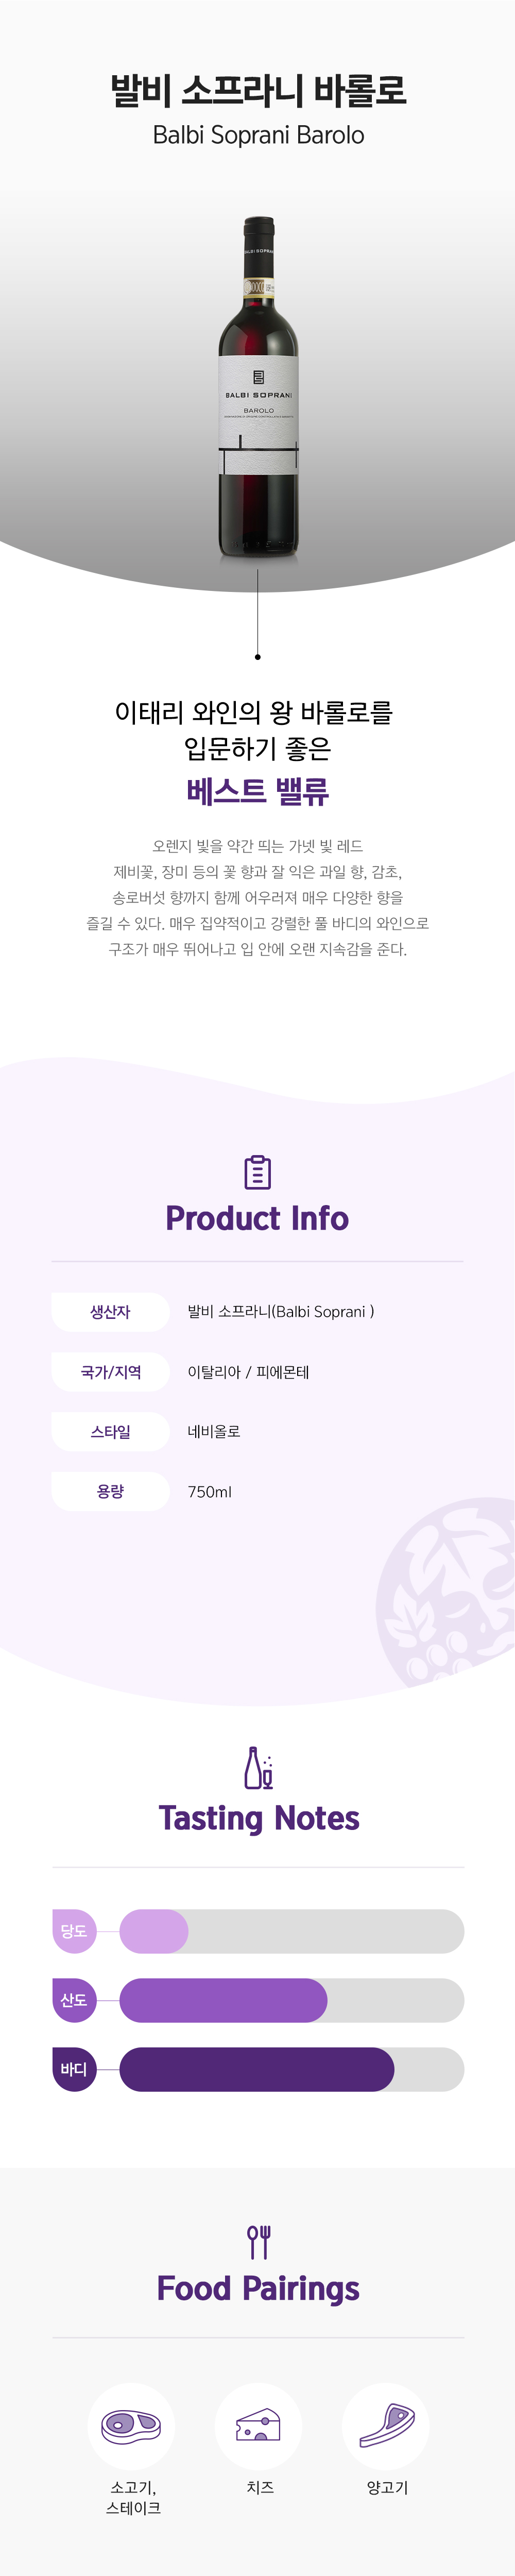 발비 소프라니 바롤로
Balbi Soprani Barolo
BALBI SOPRANI
BALBI SOPRANI
BAROLO
이태리 와인의 왕 바롤로를
입문하기 좋은
베스트 밸류
오렌지 빛을 약간 띄는 가넷 빛 레드
제비꽃, 장미 등의 꽃 향과 잘 익은 과일 향, 감초,
송로버섯 향까지 함께 어우러져 매우 다양한 향을
즐길 수 있다. 매우 집약적이고 강렬한 풀 바디의 와인으로
구조가 매우 뛰어나고 입 안에 오랜 지속감을 준다.
Product Info
생산자 발비 소프라니(Balbi Soprani )
국가/지역 이탈리아 / 피에몬테
스타일 네비올로
용량 750ml
Tasting Notes
당도
산도
바디
Food Pairings
소고기, 치즈 양고기
스테이크